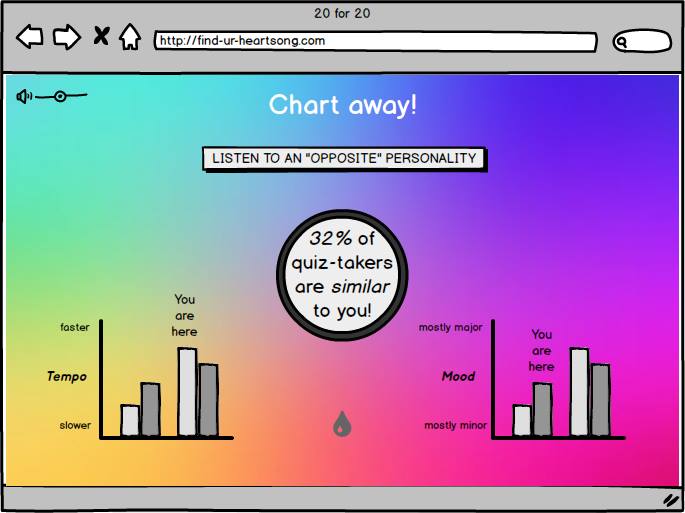 20 for 20
http://find-ur-heartsong.com
Chart away!
LISTEN TO AN "OPPOSITE" PERSONALITY
32% of
quiz-takers
are similar
to you!
You
are
here
faster
Tempo
slower
mostly major
You
are
here
Mood
mostly minor